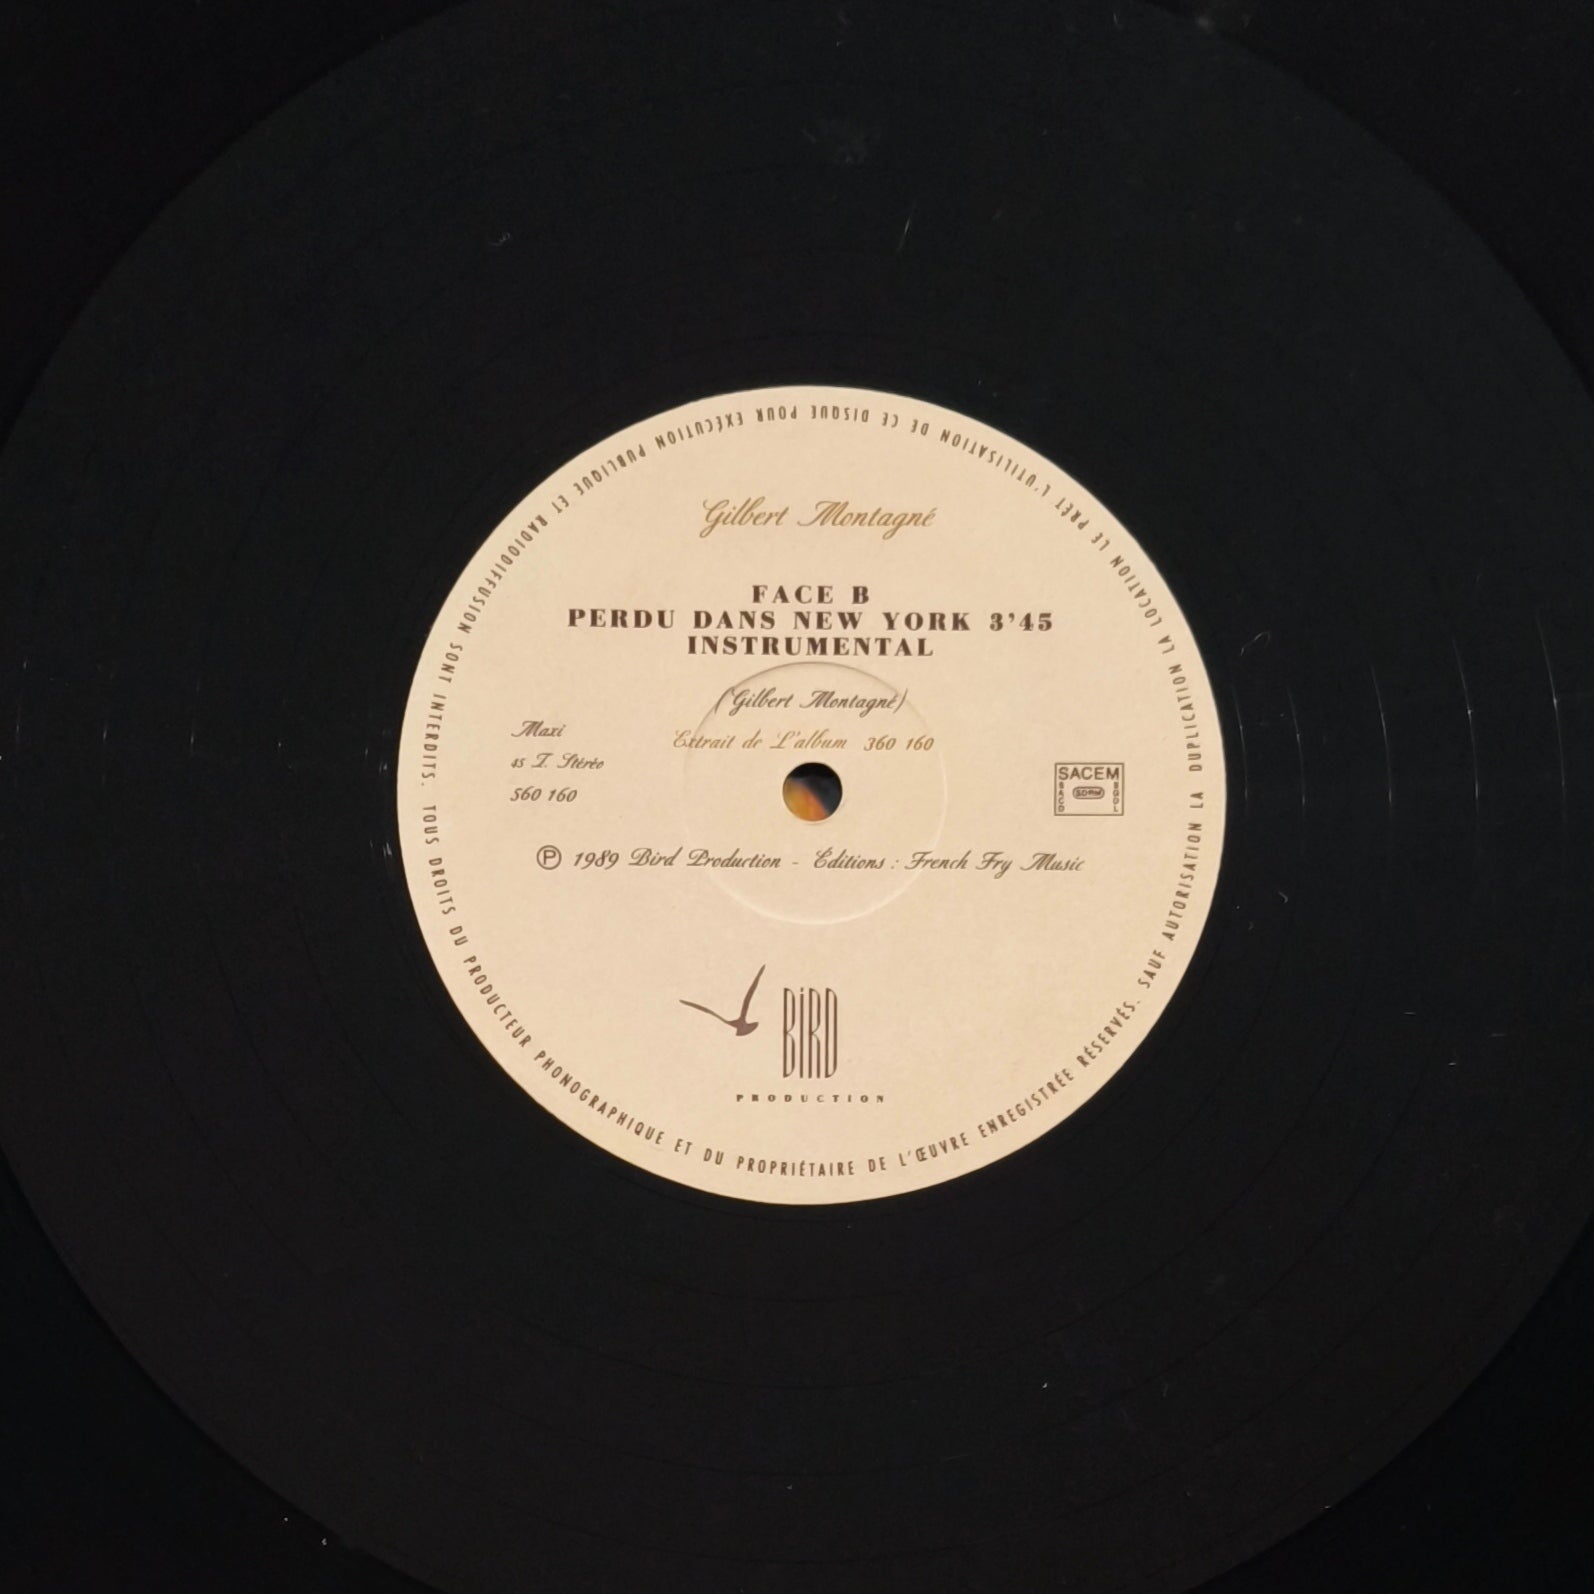 Gilbert Montagné
FACE B
PERDU DANS NEW YORK 3'45
INSTRUMENTAL
(Gilbert Montagné)
Extrait de L'album 360 160
Maxi
45 T. Stéréo
560 160
SACEM
SACD
SDRM
SGDL
Ⓟ 1989 Bird Production - Éditions : French Fry Music
BiRD
PRODUCTION
TOUS DROITS DU PRODUCTEUR PHONOGRAPHIQUE ET DU PROPRIÉTAIRE DE L'ŒUVRE ENREGISTRÉE RÉSERVÉS. SAUF AUTORISATION LA DUPLICATION LA LOCATION LE PRÊT L'UTILISATION DE CE DISQUE POUR EXÉCUTION PUBLIQUE ET RADIODIFFUSION SONT INTERDITS.